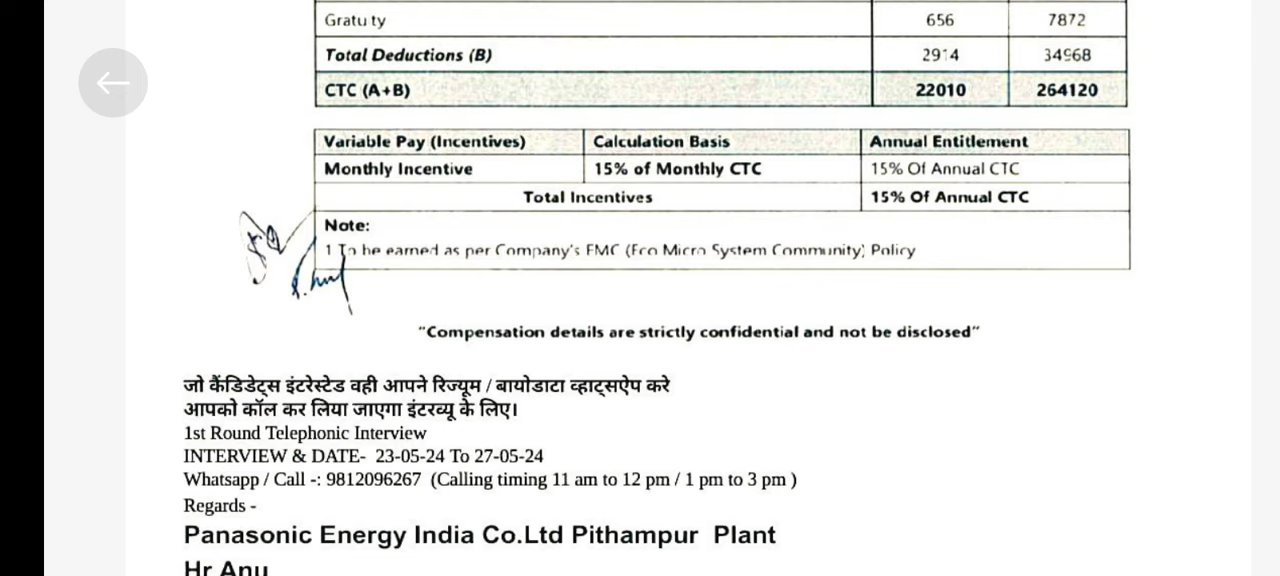 Gratu ty 656 7872
Total Deductions (B) 2914 34968
CTC (A+B) 22010 264120
Variable Pay (Incentives) Calculation Basis Annual Entitlement
Monthly Incentive 15% of Monthly CTC 15% Of Annual CTC
Total Incentives 15% Of Annual CTC
Note:
1 To be earned as per Company's EMC (Eco Micro System Community) Policy
"Compensation details are strictly confidential and not be disclosed"
जो कैंडिडेट्स इंटरेस्टेड वही आपने रिज्यूम / बायोडाटा व्हाट्सऐप करे
आपको कॉल कर लिया जाएगा इंटरव्यू के लिए।
1st Round Telephonic Interview
INTERVIEW & DATE- 23-05-24 To 27-05-24
Whatsapp / Call -: 9812096267 (Calling timing 11 am to 12 pm / 1 pm to 3 pm )
Regards -
Panasonic Energy India Co.Ltd Pithampur Plant
Hr Anu